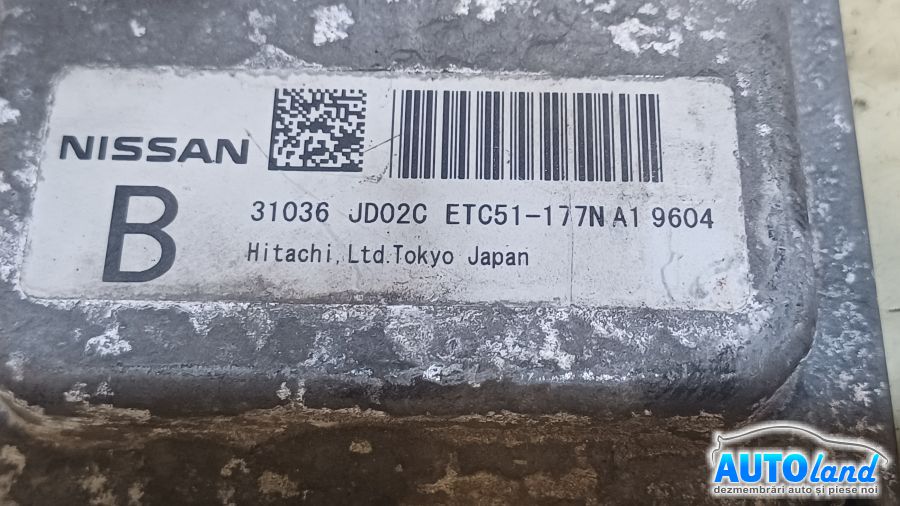 NISSAN
B
31036 JD02C ETC51-177N A1 9604
Hitachi, Ltd. Tokyo Japan
AUTOland
dezmembrări auto și piese noi